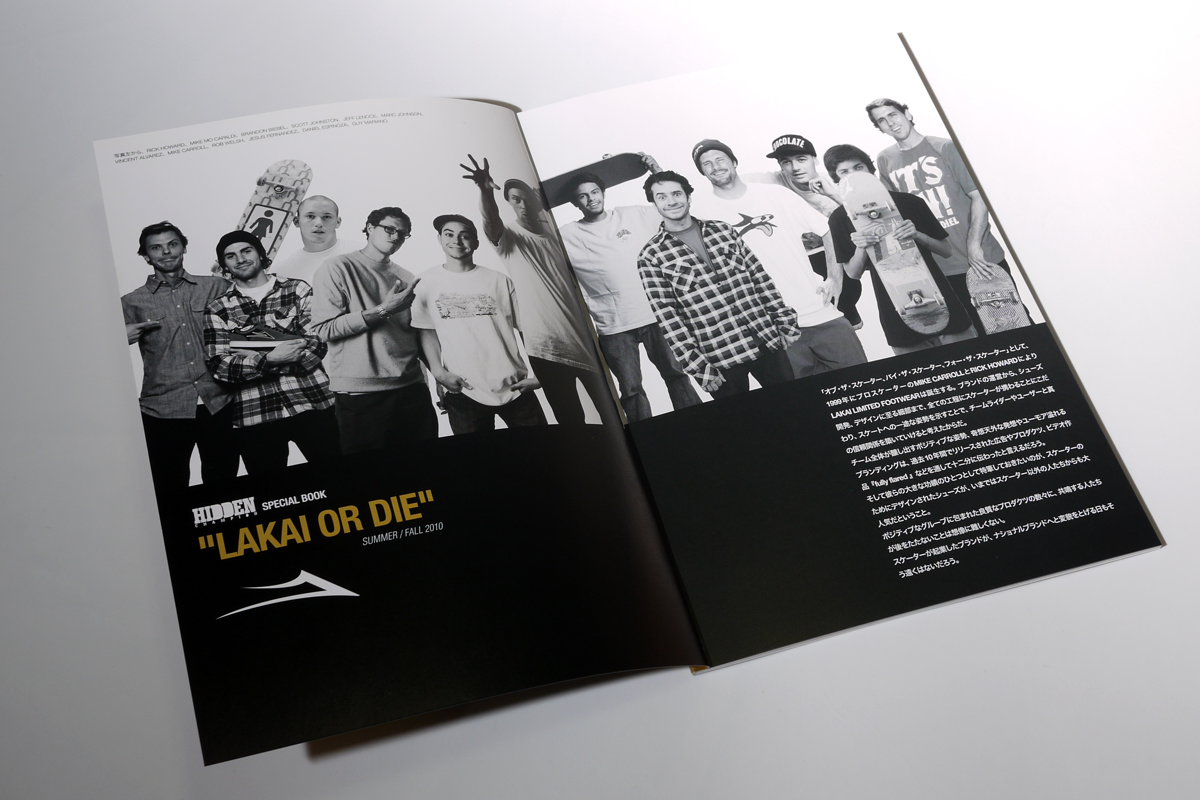 写真左から、RICK HOWARD、MIKE MO CAPALDI、BRANDON BIEBEL、SCOTT JOHNSTON、JEFF LENOCE、MARC JOHNSON、
VINCENT ALVAREZ、MIKE CARROLL、ROB WELSH、JESUS FERNANDEZ、DANIEL ESPINOZA、GUY MARIANO
CHOCOLATE
IT'S
HIDDEN
CHAMPION
SPECIAL BOOK
"LAKAI OR DIE"
SUMMER / FALL 2010
「オブ・ザ・スケーター、バイ・ザ・スケーター、フォー・ザ・スケーター」として、
1999年にプロスケーターのMIKE CARROLLとRICK HOWARDにより
LAKAI LIMITED FOOTWEARは誕生する。ブランドの運営から、シューズ
開発、デザインに至る細部まで、全ての工程にスケーターが携わることにこだ
わり、スケートへの一途な姿勢を示すことで、チームライダーやユーザーと真
の信頼関係を築いていけると考えたからだ。
チーム全体が醸し出すポジティブな姿勢、奇想天外な発想やユーモア溢れる
ブランディングは、過去10年間でリリースされた広告やプロダクツ、ビデオ作
品『fully flared』などを通して十二分に伝わったと言えるだろう。
そして彼らの大きな功績のひとつとして特筆しておきたいのが、スケーターの
ためにデザインされたシューズが、いまではスケーター以外の人たちからも大
人気だということ。
ポジティブなグルーブに包まれた良質なプロダクツの数々に、共鳴する人たち
が後をたたないことは想像に難しくない。
スケーターが起業したブランドが、ナショナルブランドへと変貌をとげる日もそ
う遠くはないだろう。